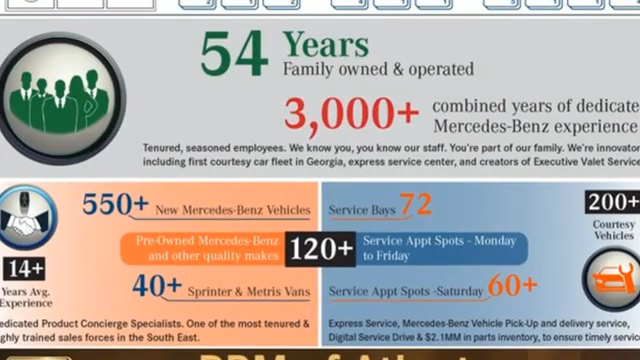 54 Years
Family owned & operated
3,000+ combined years of dedicate
Mercedes-Benz experience
Tenured, seasoned employees. We know you, you know our staff. You're part of our family. We're innovator
including first courtesy car fleet in Georgia, express service center, and creators of Executive Valet Service
550+ New Mercedes-Benz Vehicles
Pre-Owned Mercedes-Benz
and other quality makes
120+
40+ Sprinter & Metris Vans
14+
Years Avg.
Experience
edicated Product Concierge Specialists. One of the most tenured &
ghly trained sales forces in the South East.
Service Bays 72
Service Appt Spots - Monday
to Friday
Service Appt Spots -Saturday 60+
200+
Courtesy
Vehicles
Express Service, Mercedes-Benz Vehicle Pick-Up and delivery service,
Digital Service Drive & $2.1MM in parts inventory, to ensure timely servic